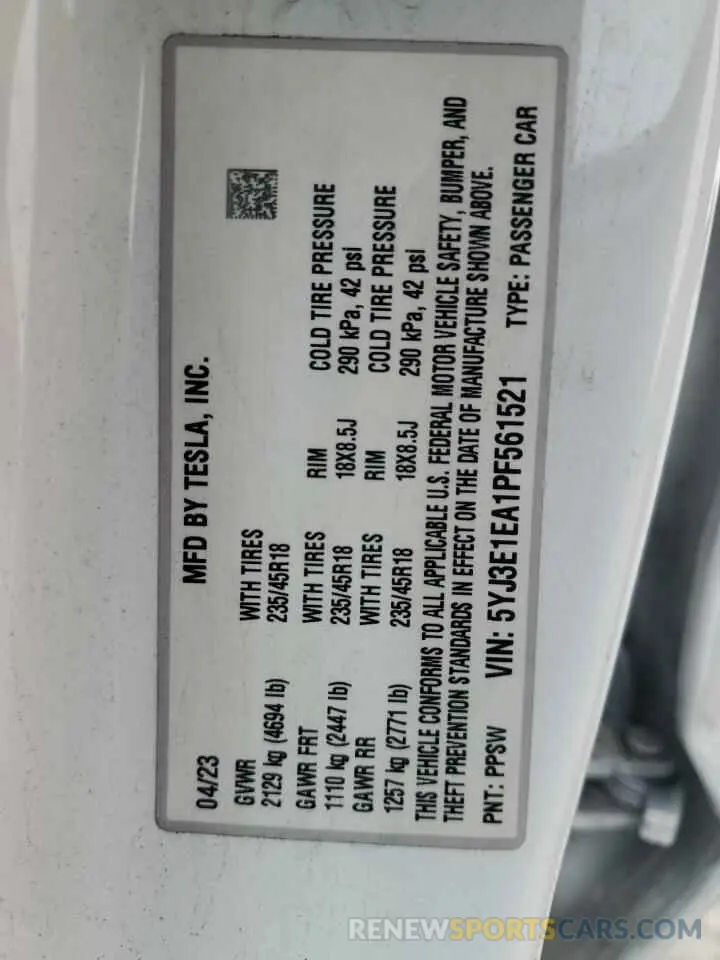 MFD BY TESLA, INC.
04/23
GVWR WITH TIRES
2129 kg (4694 lb) 235/45R18
GAWR FRT WITH TIRES RIM COLD TIRE PRESSURE
1110 kg (2447 lb) 235/45R18 18X8.5J 290 kPa, 42 psi
GAWR RR WITH TIRES RIM COLD TIRE PRESSURE
1257 kg (2771 lb) 235/45R18 18X8.5J 290 kPa, 42 psi
THIS VEHICLE CONFORMS TO ALL APPLICABLE U.S. FEDERAL MOTOR VEHICLE SAFETY, BUMPER, AND
THEFT PREVENTION STANDARDS IN EFFECT ON THE DATE OF MANUFACTURE SHOWN ABOVE.
PNT: PPSW VIN: 5YJ3E1EA1PF561521 TYPE: PASSENGER CAR
RENEWSPORTSCARS.COM